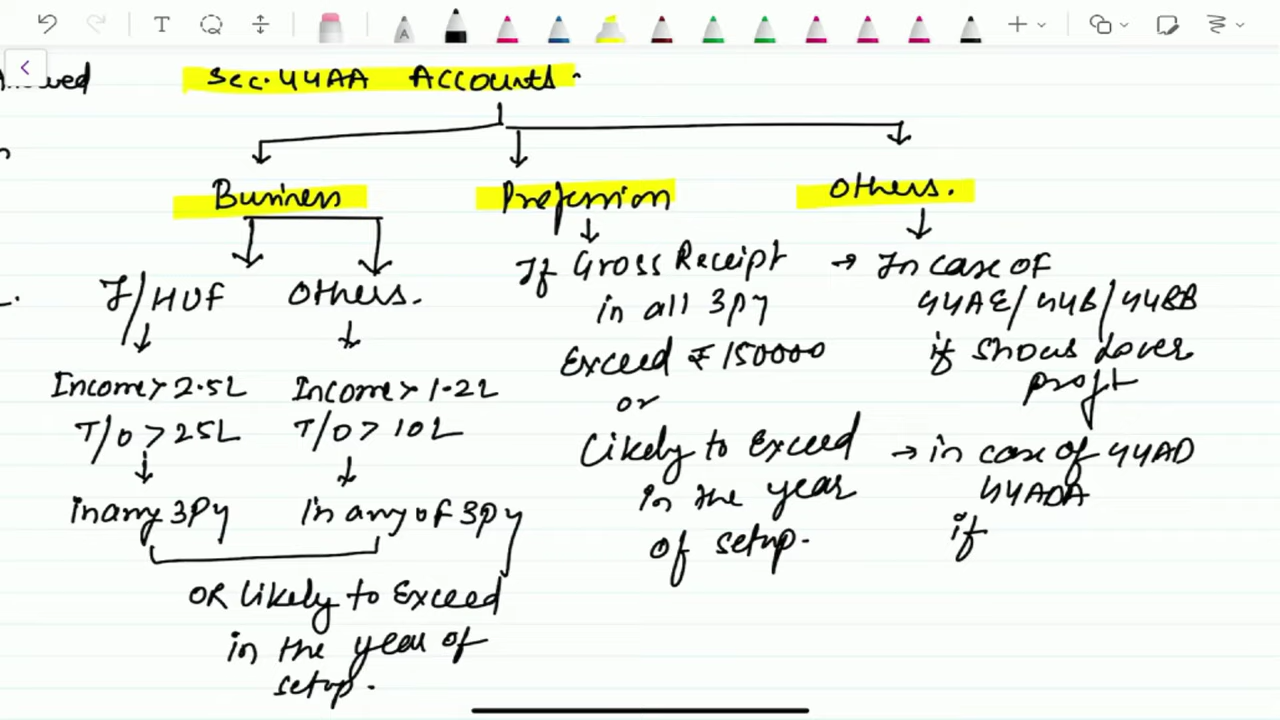 Sec. 44AA Accounts.
Business
Profession
Others.
I/HUF
Others.
Income > 2.5L
Income > 1.2L
T/O > 25L
T/O > 10L
in any 3PY
in any of 3PY
OR Likely to Exceed
in the year of
setup.
If Gross Receipt
in all 3PY
Exceed ₹150000
or
Likely to Exceed
in the year
of setup.
→ In case of
44AE/44B/44BB
if shows lower
profit
→ in case of 44AD
44ADA
if